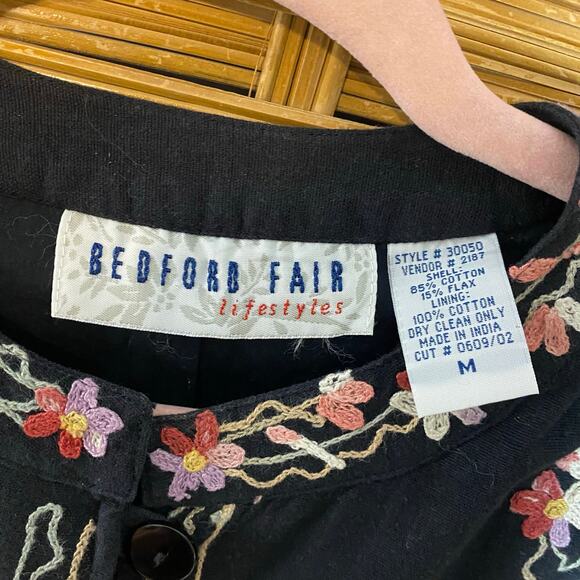 BEDFORD FAIR
lifestyles
STYLE # 30050
VENDOR # 2187
SHELL:
85% COTTON
15% FLAX
LINING:
100% COTTON
DRY CLEAN ONLY
MADE IN INDIA
CUT # 0609/02
M